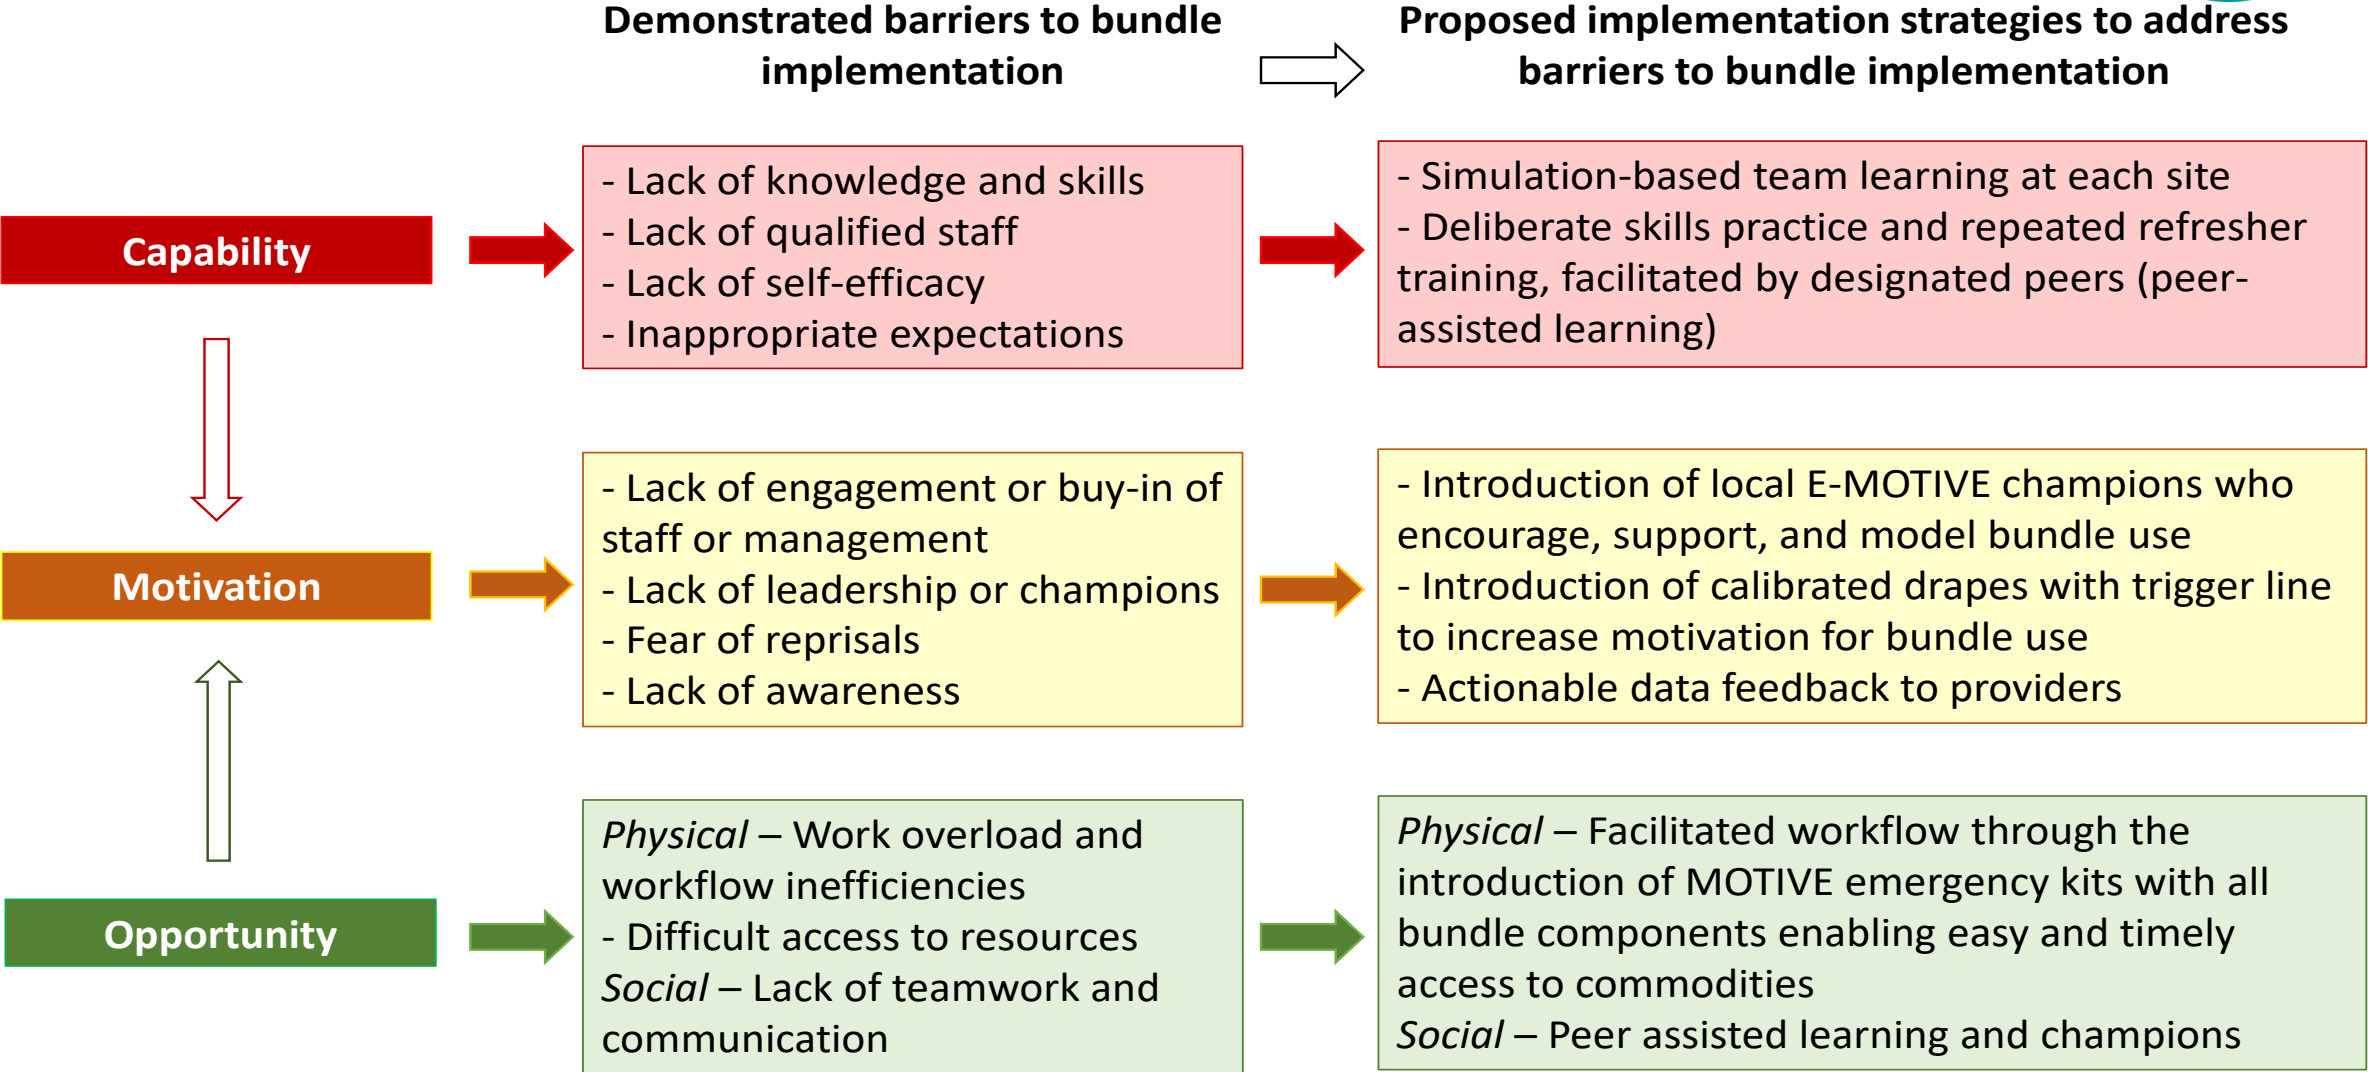 Demonstrated barriers to bundle
implementation
Proposed implementation strategies to address
barriers to bundle implementation
Capability
- Lack of knowledge and skills
- Lack of qualified staff
- Lack of self-efficacy
- Inappropriate expectations
- Simulation-based team learning at each site
- Deliberate skills practice and repeated refresher
training, facilitated by designated peers (peer-
assisted learning)
Motivation
- Lack of engagement or buy-in of
staff or management
- Lack of leadership or champions
- Fear of reprisals
- Lack of awareness
- Introduction of local E-MOTIVE champions who
encourage, support, and model bundle use
- Introduction of calibrated drapes with trigger line
to increase motivation for bundle use
- Actionable data feedback to providers
Opportunity
Physical – Work overload and
workflow inefficiencies
- Difficult access to resources
Social – Lack of teamwork and
communication
Physical – Facilitated workflow through the
introduction of MOTIVE emergency kits with all
bundle components enabling easy and timely
access to commodities
Social – Peer assisted learning and champions